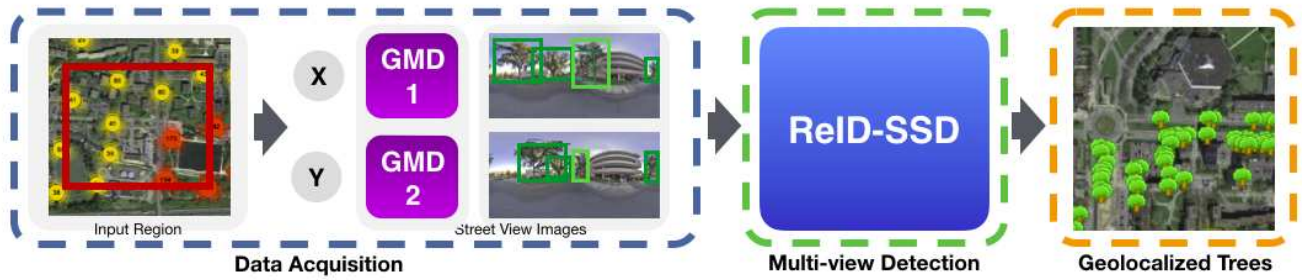 X
GMD
1
Y
GMD
2
Input Region
Street View Images
Data Acquisition
ReID-SSD
Multi-view Detection
Geolocalized Trees